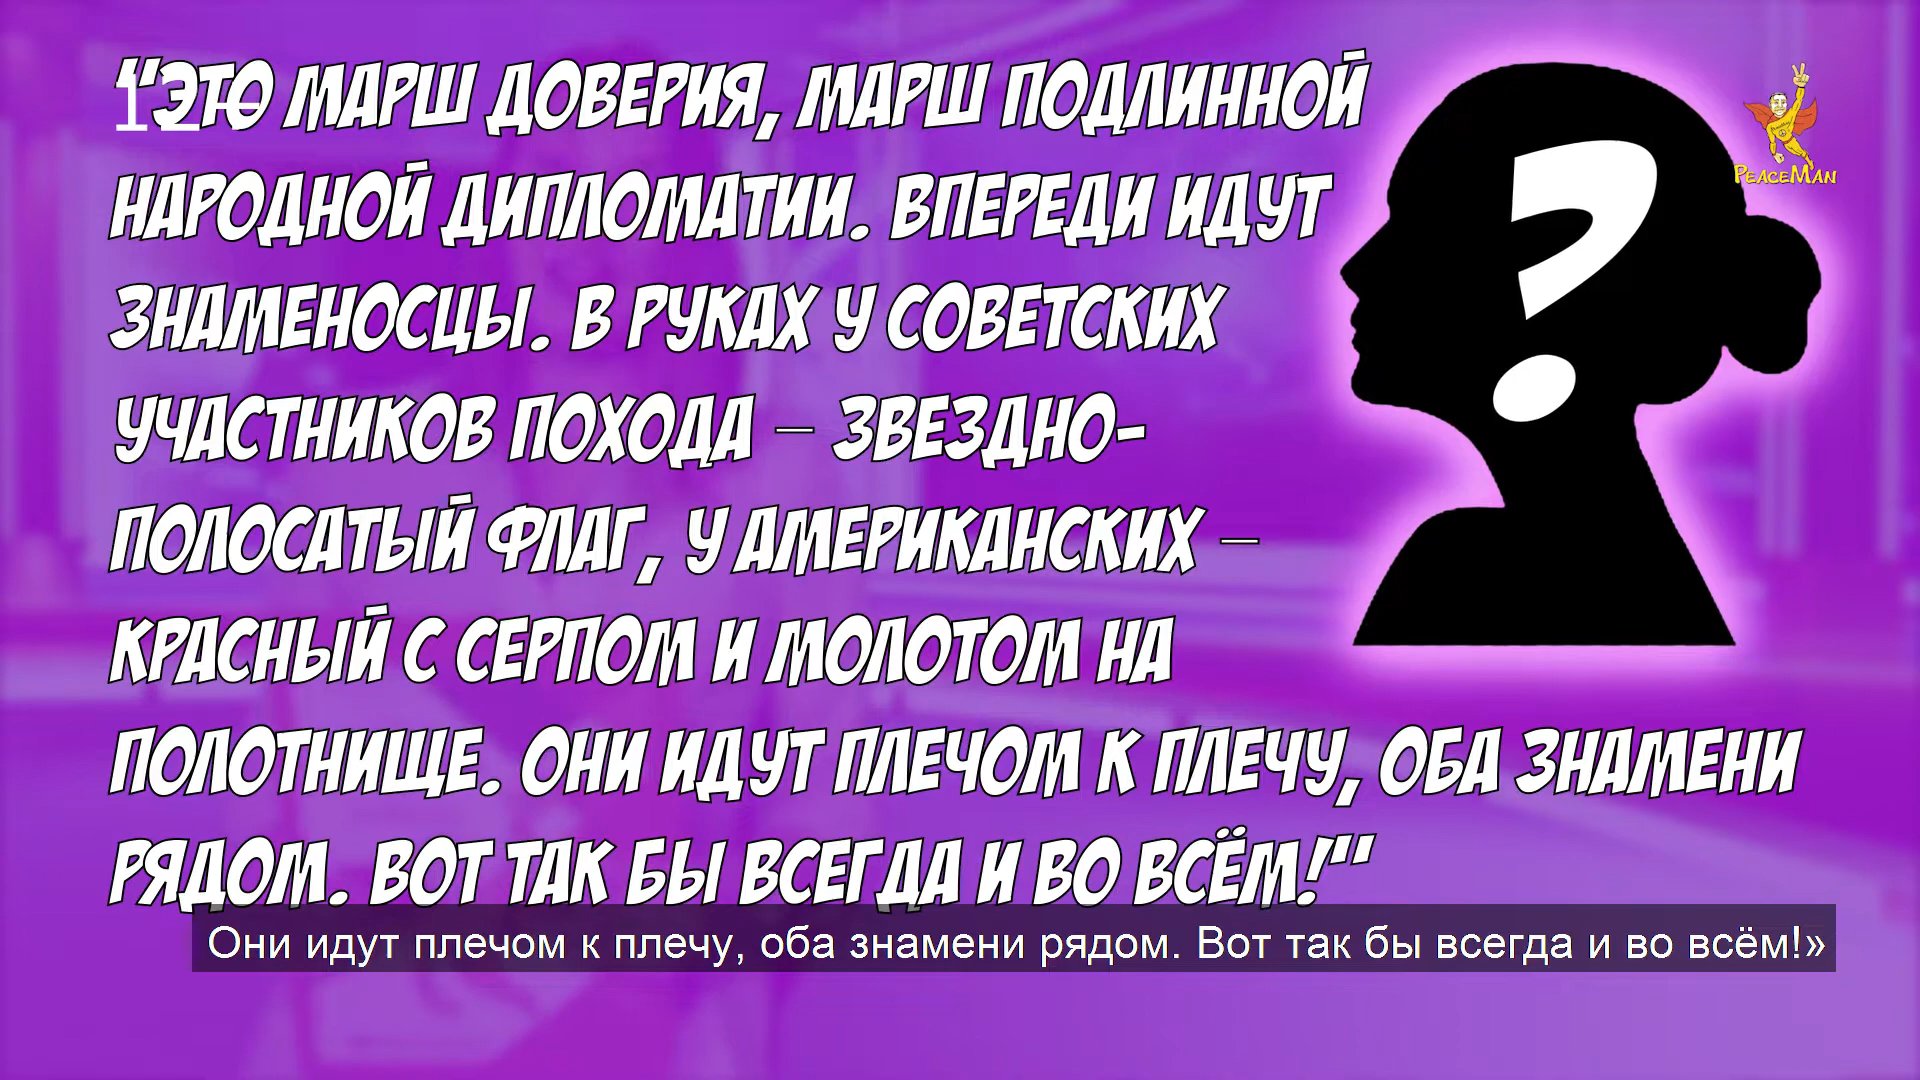 12 +
“ЭТО МАРШ ДОВЕРИЯ, МАРШ ПОДЛИННОЙ
НАРОДНОЙ ДИПЛОМАТИИ. ВПЕРЕДИ ИДУТ
ЗНАМЕНОСЦЫ. В РУКАХ У СОВЕТСКИХ
УЧАСТНИКОВ ПОХОДА – ЗВЕЗДНО-
ПОЛОСАТЫЙ ФЛАГ, У АМЕРИКАНСКИХ –
КРАСНЫЙ С СЕРПОМ И МОЛОТОМ НА
ПОЛОТНИЩЕ. ОНИ ИДУТ ПЛЕЧОМ К ПЛЕЧУ, ОБА ЗНАМЕНИ
РЯДОМ. ВОТ ТАК БЫ ВСЕГДА И ВО ВСЁМ!“
?
PEACEMAN
Они идут плечом к плечу, оба знамени рядом. Вот так бы всегда и во всём!»